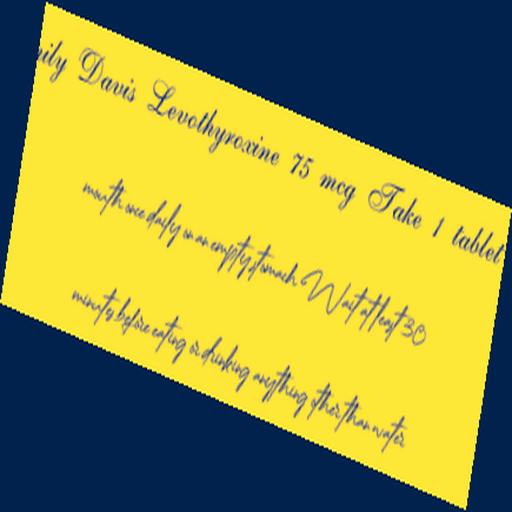 ily Davis Levothyroxine 75 mcg Take 1 tablet
mouth once daily on an empty stomach Wait at least 30
minutes before eating or drinking anything other than water